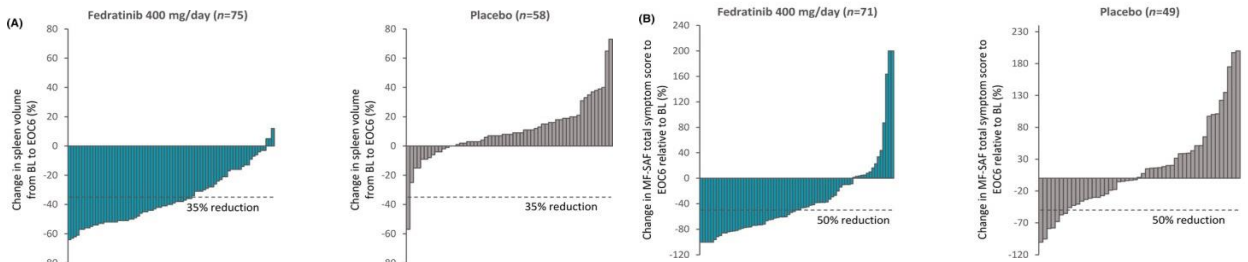 (A)
Fedratinib 400 mg/day (n=75)
Change in spleen volume
from BL to EOC6 (%)
80
60
40
20
0
-20
-40
-60
-80
35% reduction
Placebo (n=58)
Change in spleen volume
from BL to EOC6 (%)
80
60
40
20
0
-20
-40
-60
-80
35% reduction
(B)
Fedratinib 400 mg/day (n=71)
Change in MF-SAF total symptom score to
EOC6 relative to BL (%)
240
200
160
120
80
40
0
-40
-80
-120
50% reduction
Placebo (n=49)
Change in MF-SAF total symptom score to
EOC6 relative to BL (%)
230
180
130
80
30
-20
-70
-120
50% reduction